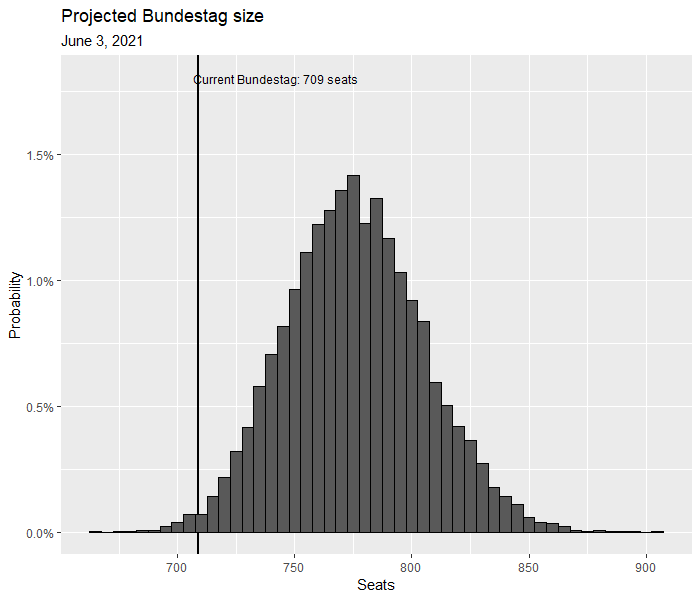 Projected Bundestag size
June 3, 2021
Current Bundestag: 709 seats
1.5%
1.0%
0.5%
0.0%
Probability
700 750 800 850 900
Seats